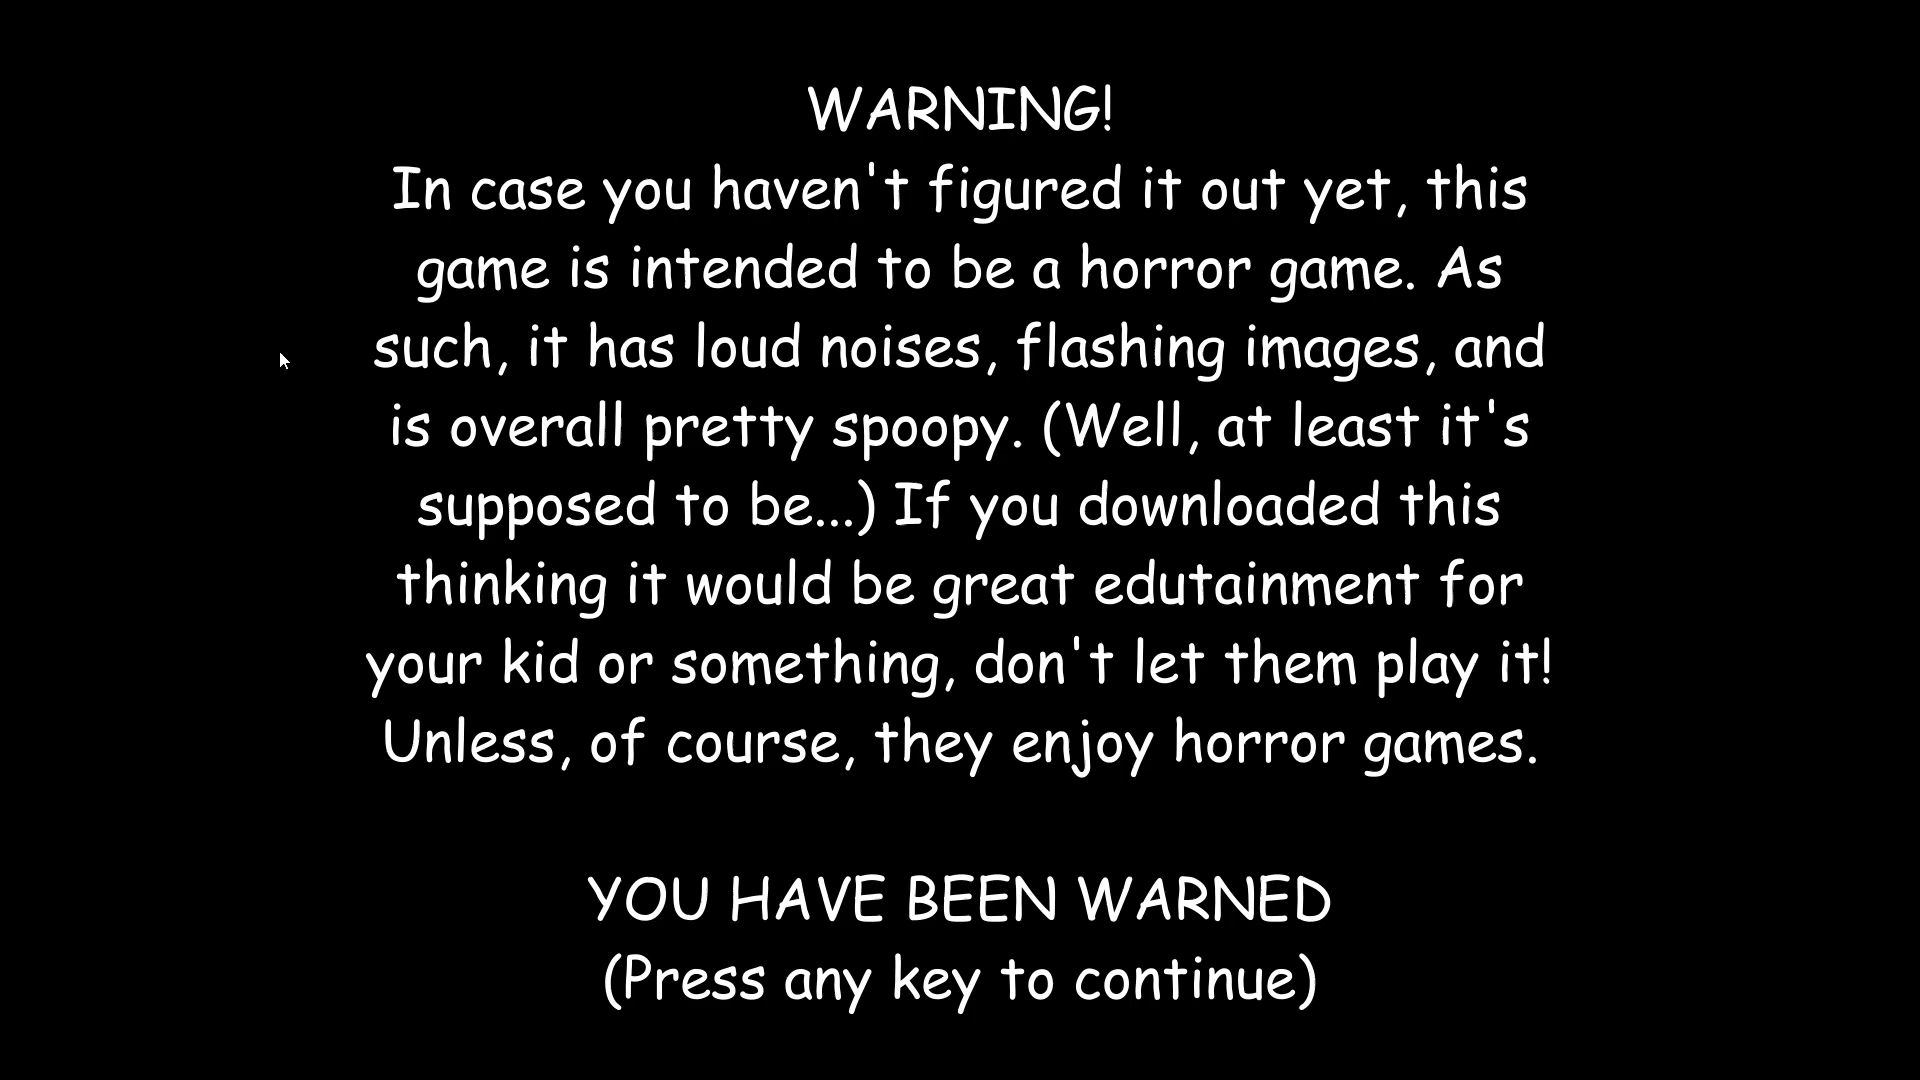 WARNING!
In case you haven't figured it out yet, this
game is intended to be a horror game. As
such, it has loud noises, flashing images, and
is overall pretty spoopy. (Well, at least it's
supposed to be...) If you downloaded this
thinking it would be great edutainment for
your kid or something, don't let them play it!
Unless, of course, they enjoy horror games.
YOU HAVE BEEN WARNED
(Press any key to continue)